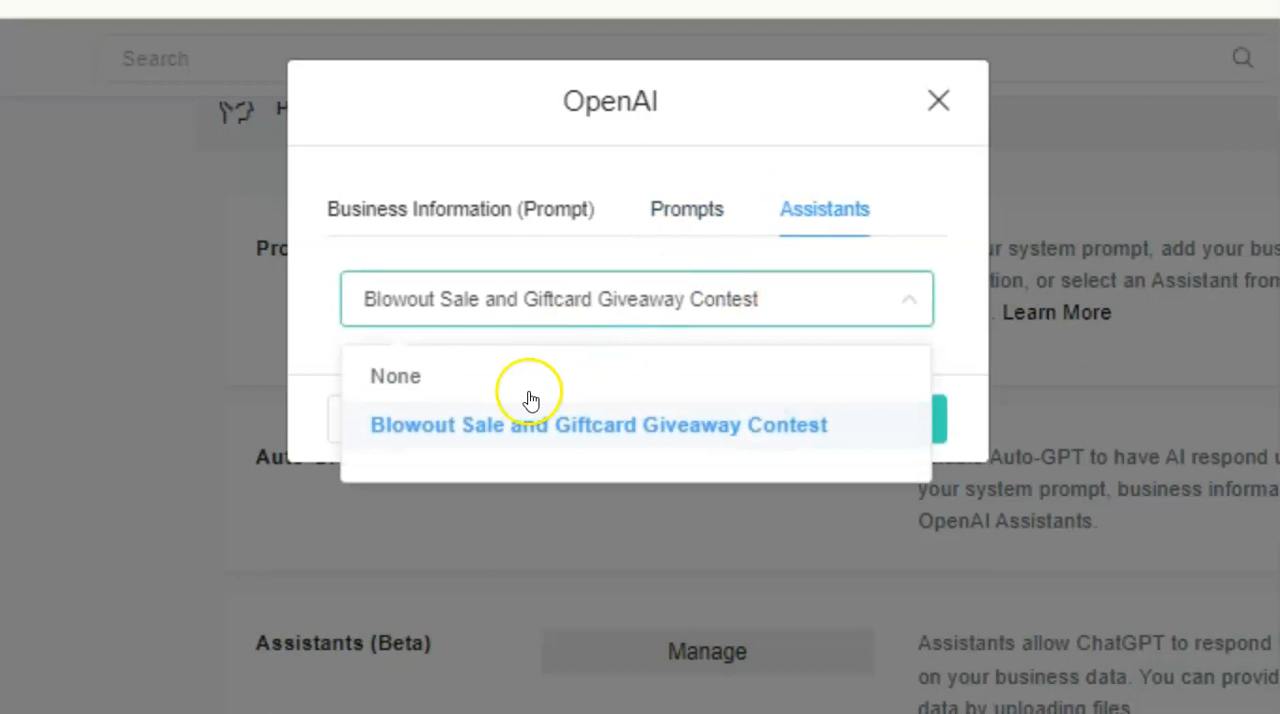 Search
OpenAI
Business Information (Prompt) Prompts Assistants
ur system prompt, add your bus
tion, or select an Assistant from
. Learn More
Blowout Sale and Giftcard Giveaway Contest
None
Blowout Sale and Giftcard Giveaway Contest
Auto-GPT to have AI respond u
your system prompt, business informa
OpenAI Assistants.
Assistants (Beta)
Manage
Assistants allow ChatGPT to respond
on your business data. You can provid
data by uploading files